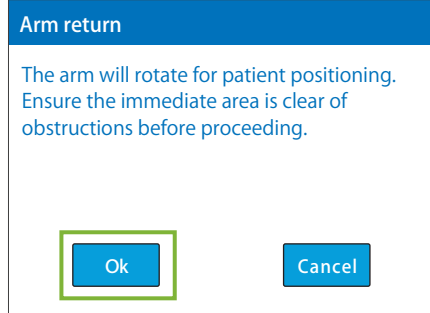 Arm return
The arm will rotate for patient positioning.
Ensure the immediate area is clear of
obstructions before proceeding.
Ok
Cancel